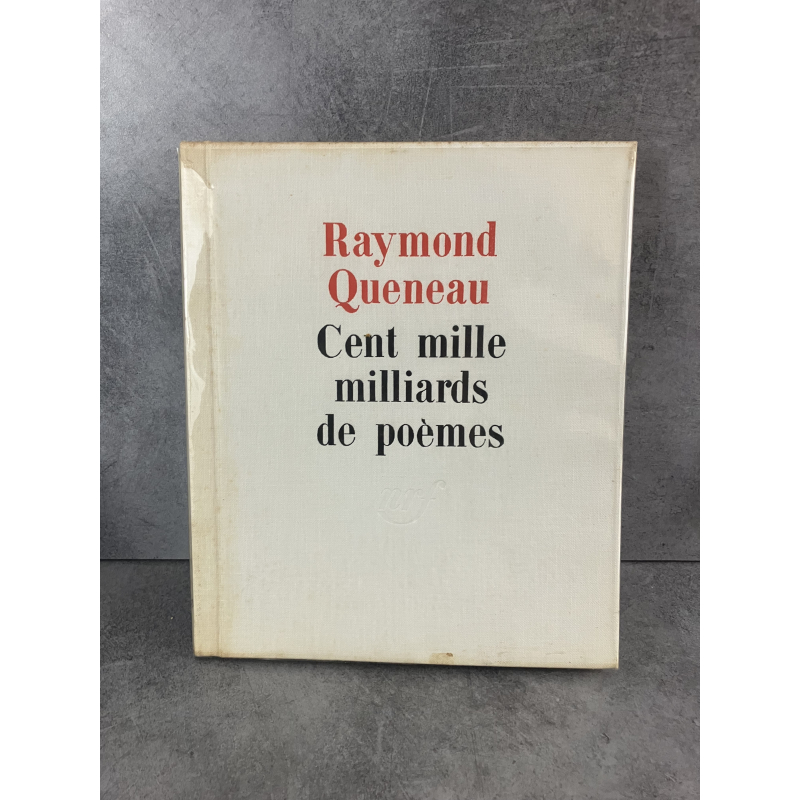 Raymond
Queneau
Cent mille
milliards
de poèmes
nrf